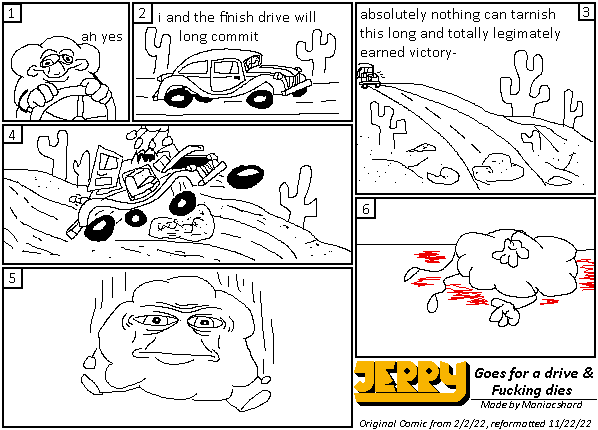 1
ah yes
2
i and the finish drive will
long commit
3
absolutely nothing can tarnish
this long and totally legimately
earned victory-
4
5
6
JERRY
Goes for a drive &
Fucking dies
Made by Maniacshard
Original Comic from 2/2/22, reformatted 11/22/22